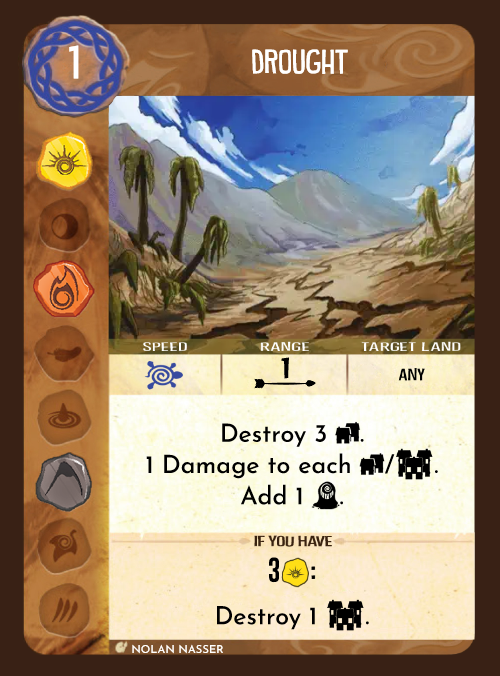 1
DROUGHT
SPEED RANGE TARGET LAND
1 ANY
Destroy 3 .
1 Damage to each / .
Add 1 .
IF YOU HAVE
3 :
Destroy 1 .
NOLAN NASSER